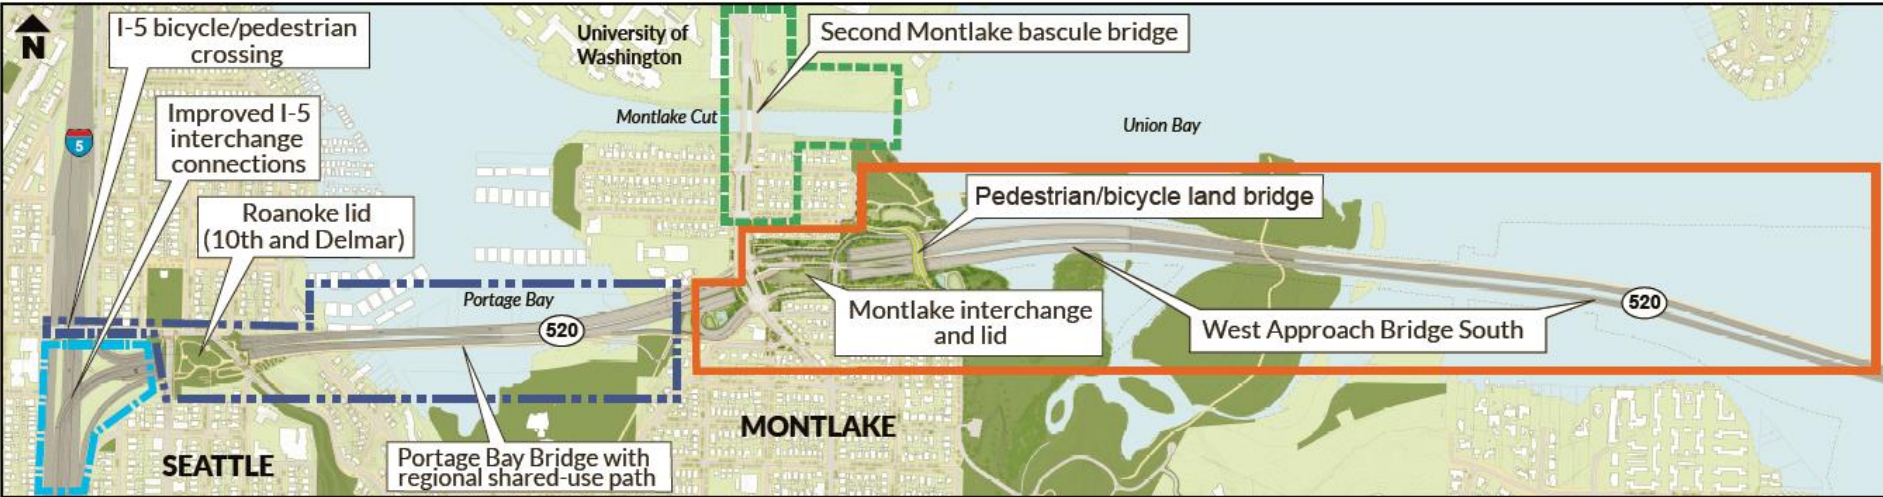 N
I-5 bicycle/pedestrian
crossing
Improved I-5
interchange
connections
5
Roanoke lid
(10th and Delmar)
University of
Washington
Second Montlake bascule bridge
Montlake Cut
Union Bay
Pedestrian/bicycle land bridge
Portage Bay
520
Montlake interchange
and lid
West Approach Bridge South
520
Portage Bay Bridge with
regional shared-use path
SEATTLE
MONTLAKE